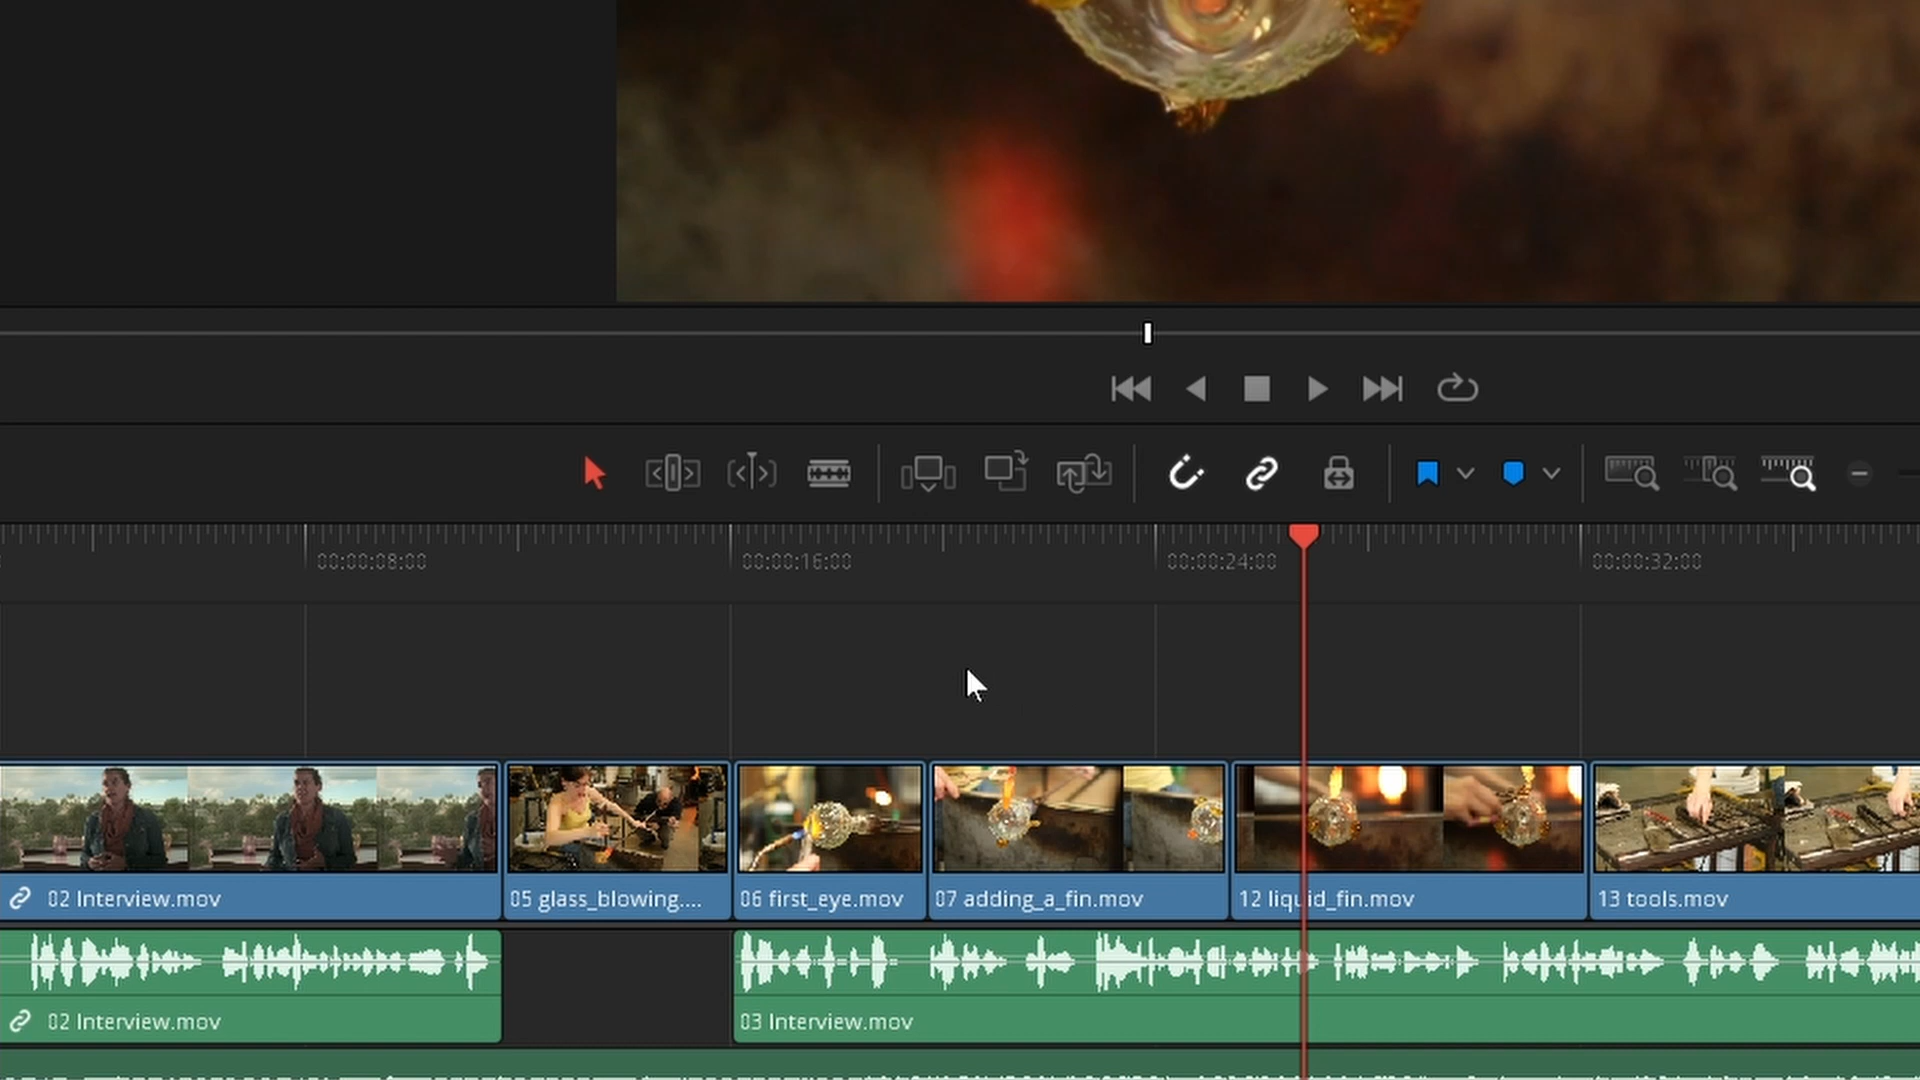 00:00:08:00
00:00:16:00
00:00:24:00
00:00:32:00
02 Interview.mov
05 glass_blowing....
06 first_eye.mov
07 adding_a_fin.mov
12 liquid_fin.mov
13 tools.mov
02 Interview.mov
03 Interview.mov